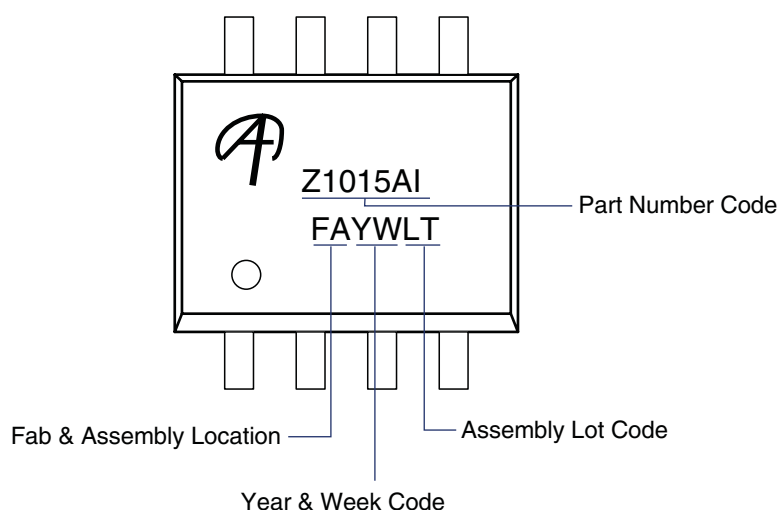 Z1015AI
Part Number Code
FAYWLT
Fab & Assembly Location
Assembly Lot Code
Year & Week Code